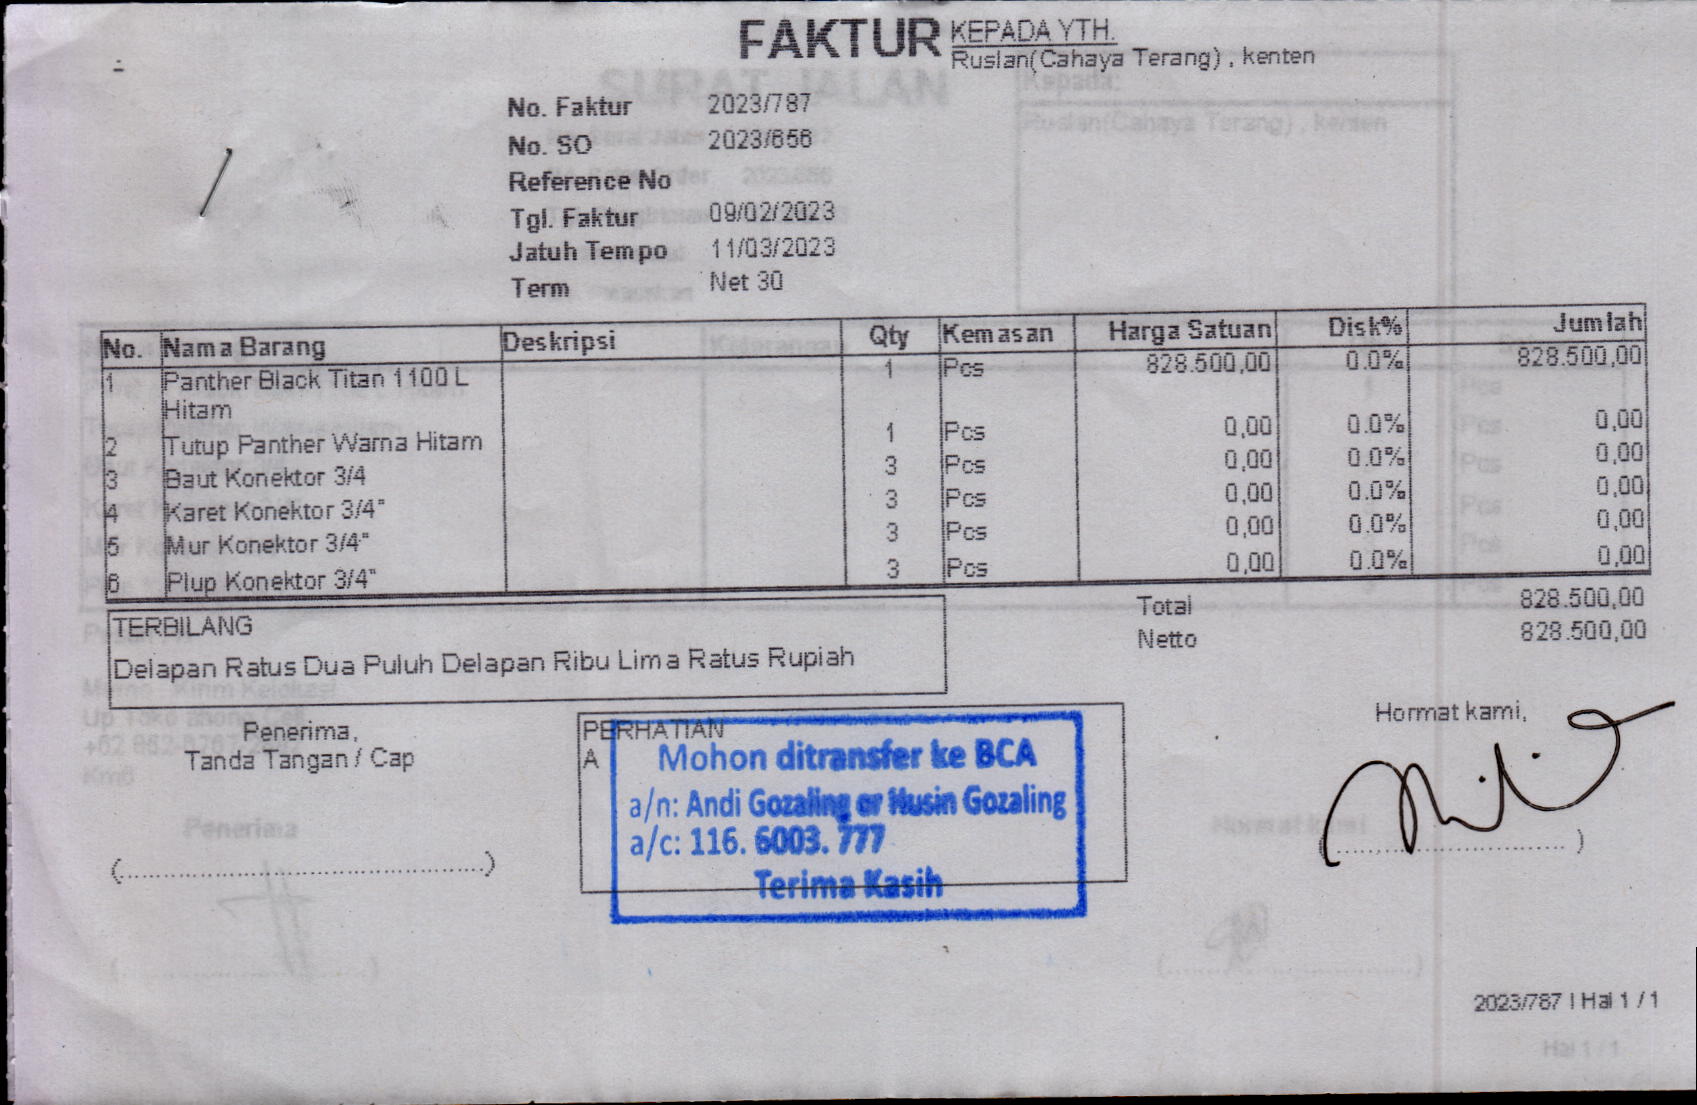 FAKTUR
KEPADA YTH.
Ruslan(Cahaya Terang) , kenten
No. Faktur 2023/787
No. SO 2023/656
Reference No
Tgl. Faktur 09/02/2023
Jatuh Tempo 11/03/2023
Term Net 30
No. Nama Barang Deskripsi Qty Kemasan Harga Satuan Disk% Jumlah
1 Panther Black Titan 1100 L 1 Pcs 828.500,00 0.0% 828.500,00
Hitam
2 Tutup Panther Warna Hitam 1 Pcs 0,00 0.0% 0,00
3 Baut Konektor 3/4 3 Pcs 0,00 0.0% 0,00
4 Karet Konektor 3/4" 3 Pcs 0,00 0.0% 0,00
5 Mur Konektor 3/4" 3 Pcs 0,00 0.0% 0,00
6 Plup Konektor 3/4" 3 Pcs 0,00 0.0% 0,00
Total 828.500,00
Netto 828.500,00
TERBILANG
Delapan Ratus Dua Puluh Delapan Ribu Lima Ratus Rupiah
Penerima,
Tanda Tangan / Cap
PERHATIAN
A
Mohon ditransfer ke BCA
a/n: Andi Gozaling or Husin Gozaling
a/c: 116. 6003. 777
Terima Kasih
Hormat kami,
2023/787 | Hal 1 / 1